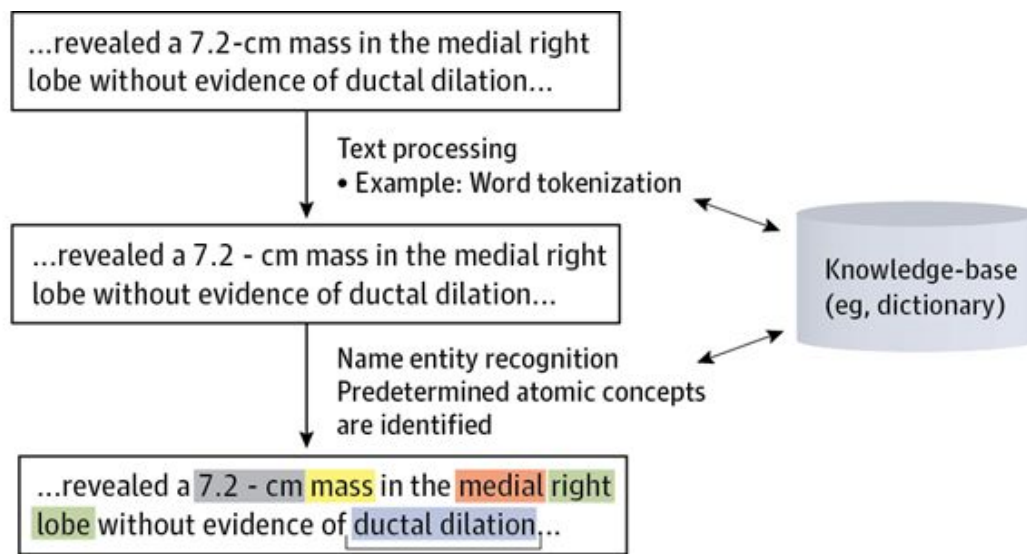 ...revealed a 7.2-cm mass in the medial right
lobe without evidence of ductal dilation...
Text processing
• Example: Word tokenization
...revealed a 7.2 - cm mass in the medial right
lobe without evidence of ductal dilation...
Knowledge-base
(eg, dictionary)
Name entity recognition
Predetermined atomic concepts
are identified
...revealed a 7.2 - cm mass in the medial right
lobe without evidence of ductal dilation...